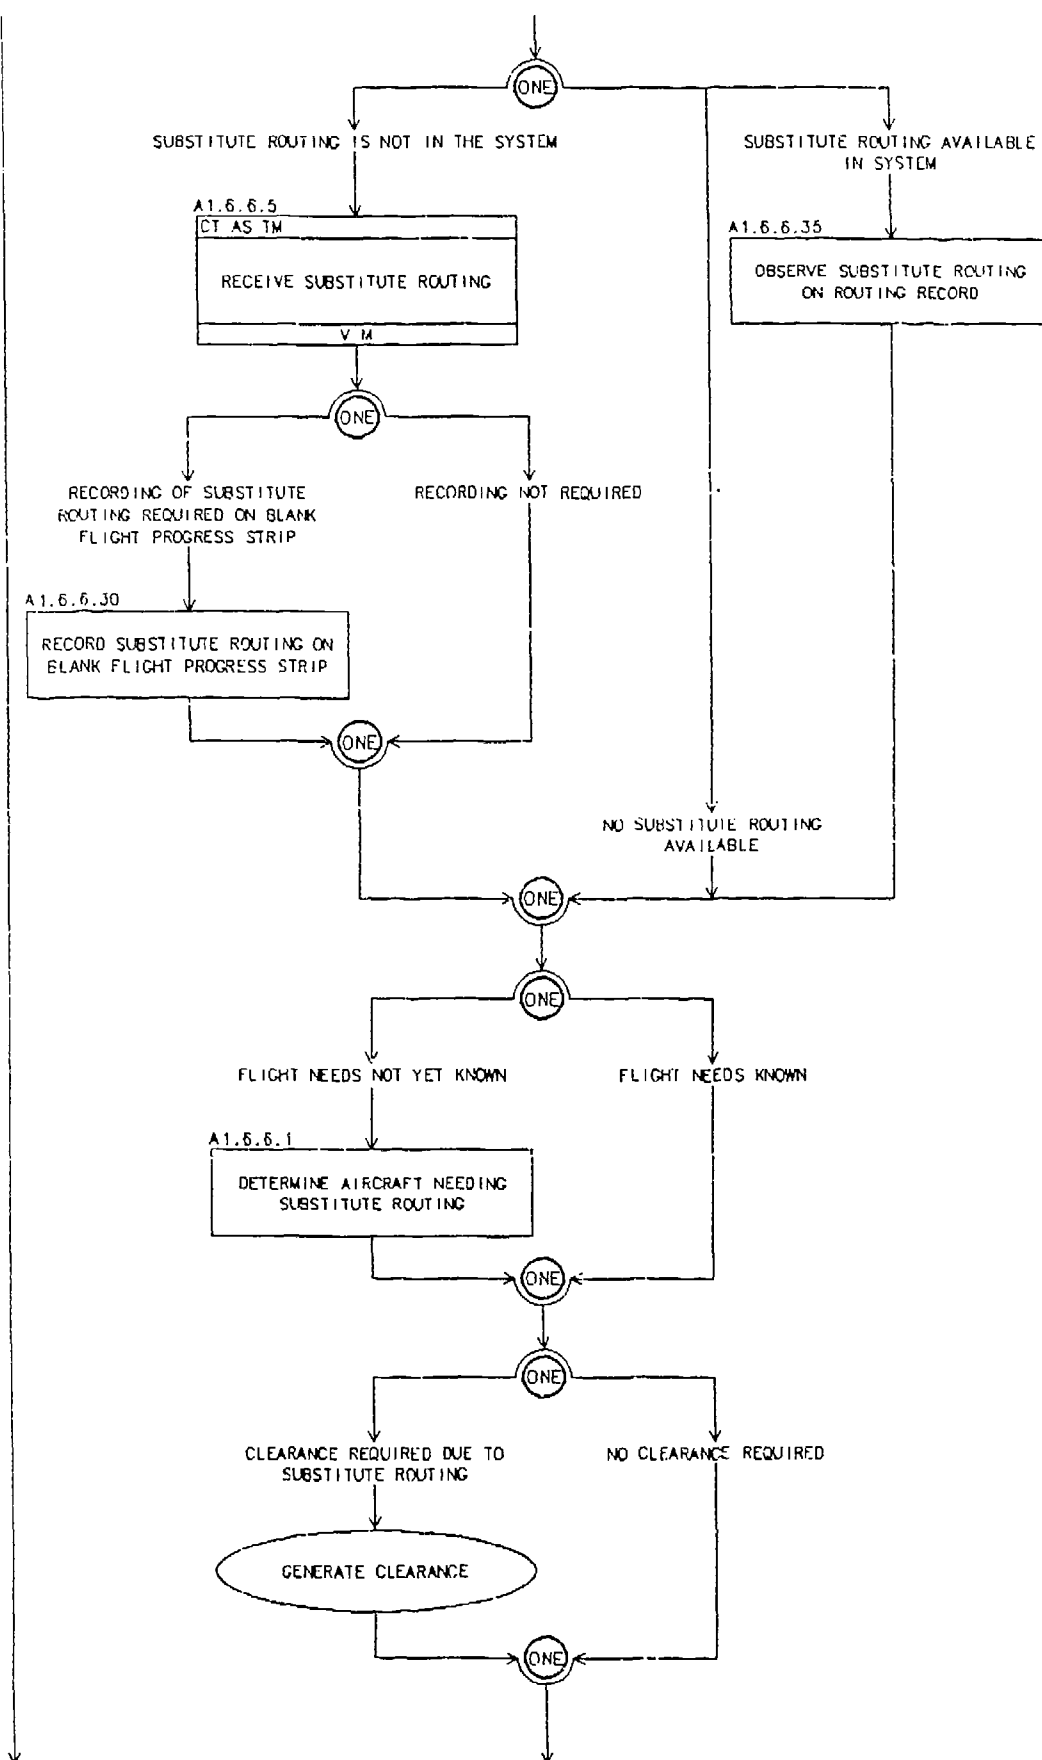 ONE
SUBSTITUTE ROUTING IS NOT IN THE SYSTEM
SUBSTITUTE ROUTING AVAILABLE
IN SYSTEM
A1.6.6.5
CT AS TM
RECEIVE SUBSTITUTE ROUTING
V M
A1.6.6.35
OBSERVE SUBSTITUTE ROUTING
ON ROUTING RECORD
ONE
RECORDING OF SUBSTITUTE
ROUTING REQUIRED ON BLANK
FLIGHT PROGRESS STRIP
RECORDING NOT REQUIRED
A1.6.6.30
RECORD SUBSTITUTE ROUTING ON
BLANK FLIGHT PROGRESS STRIP
ONE
NO SUBSTITUTE ROUTING
AVAILABLE
ONE
ONE
FLIGHT NEEDS NOT YET KNOWN
FLIGHT NEEDS KNOWN
A1.6.6.1
DETERMINE AIRCRAFT NEEDING
SUBSTITUTE ROUTING
ONE
ONE
CLEARANCE REQUIRED DUE TO
SUBSTITUTE ROUTING
NO CLEARANCE REQUIRED
GENERATE CLEARANCE
ONE